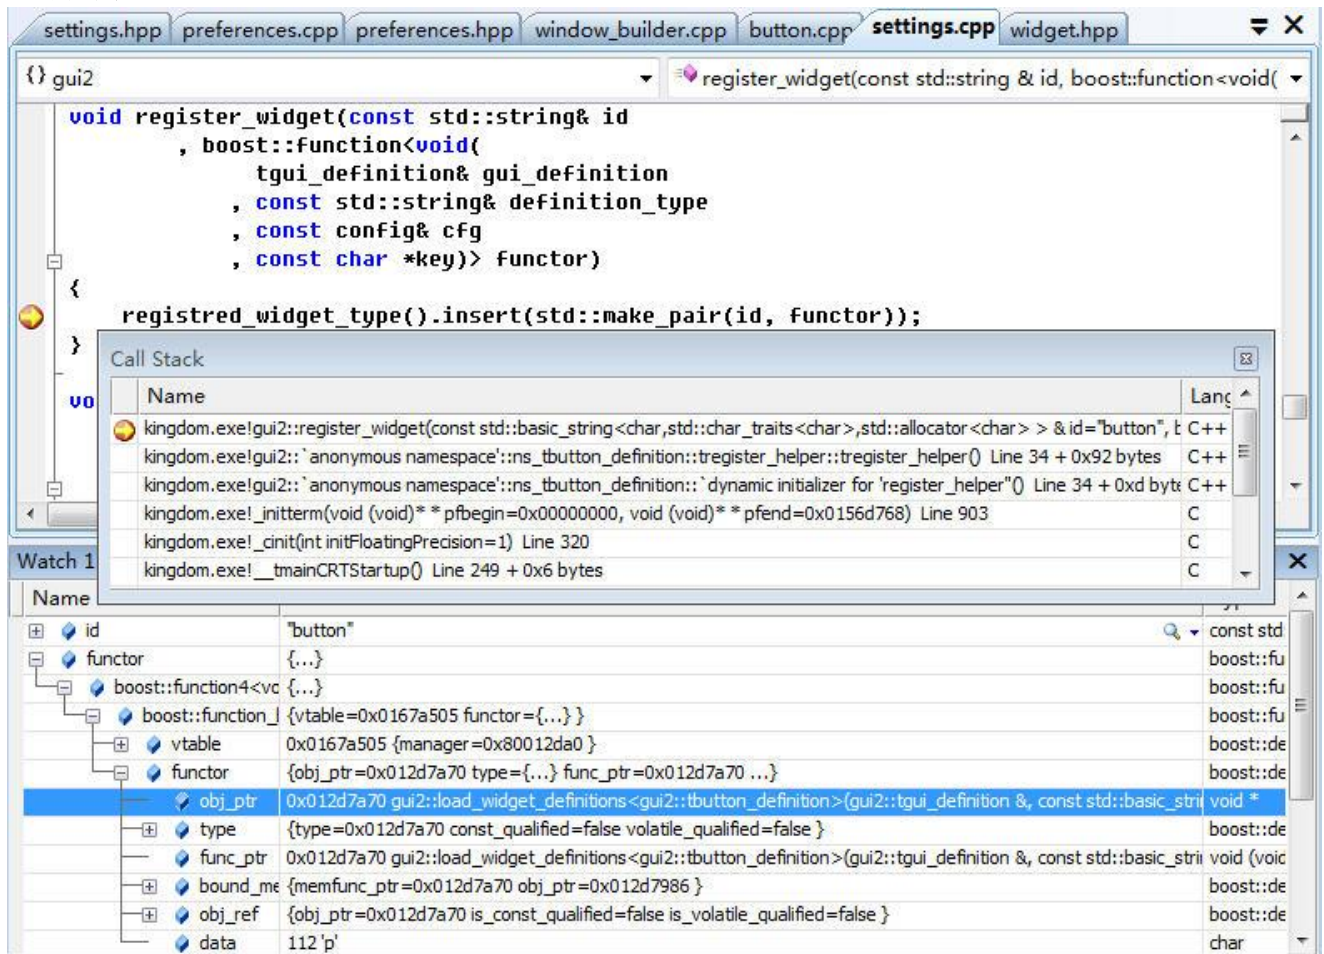 settings.hpp preferences.cpp preferences.hpp window_builder.cpp button.cpp settings.cpp widget.hpp
{} gui2 register_widget(const std::string & id, boost::function<void(
void register_widget(const std::string& id
, boost::function<void(
tgui_definition& gui_definition
, const std::string& definition_type
, const config& cfg
, const char *key)> functor)
{
registred_widget_type().insert(std::make_pair(id, functor));
}
vo
Call Stack
Name Lang
kingdom.exe!gui2::register_widget(const std::basic_string<char,std::char_traits<char>,std::allocator<char> > & id="button", b C++
kingdom.exe!gui2::`anonymous namespace'::ns_tbutton_definition::tregister_helper::tregister_helper() Line 34 + 0x92 bytes C++
kingdom.exe!gui2::`anonymous namespace'::ns_tbutton_definition::`dynamic initializer for 'register_helper''() Line 34 + 0xd byte C++
kingdom.exe!_initterm(void (void)* * pfbegin=0x00000000, void (void)* * pfend=0x0156d768) Line 903 C
kingdom.exe!_cinit(int initFloatingPrecision=1) Line 320 C
kingdom.exe!__tmainCRTStartup() Line 249 + 0x6 bytes C
Watch 1
Name
id "button" const std:
functor {...} boost::fu
boost::function4<vo {...} boost::fu
boost::function_l {vtable=0x0167a505 functor={...} } boost::fu
vtable 0x0167a505 {manager=0x80012da0 } boost::de
functor {obj_ptr=0x012d7a70 type={...} func_ptr=0x012d7a70 ...} boost::de
obj_ptr 0x012d7a70 gui2::load_widget_definitions<gui2::tbutton_definition>(gui2::tgui_definition &, const std::basic_stri void *
type {type=0x012d7a70 const_qualified=false volatile_qualified=false } boost::de
func_ptr 0x012d7a70 gui2::load_widget_definitions<gui2::tbutton_definition>(gui2::tgui_definition &, const std::basic_stri void (void
bound_me {memfunc_ptr=0x012d7a70 obj_ptr=0x012d7986 } boost::de
obj_ref {obj_ptr=0x012d7a70 is_const_qualified=false is_volatile_qualified=false } boost::de
data 112 'p' char